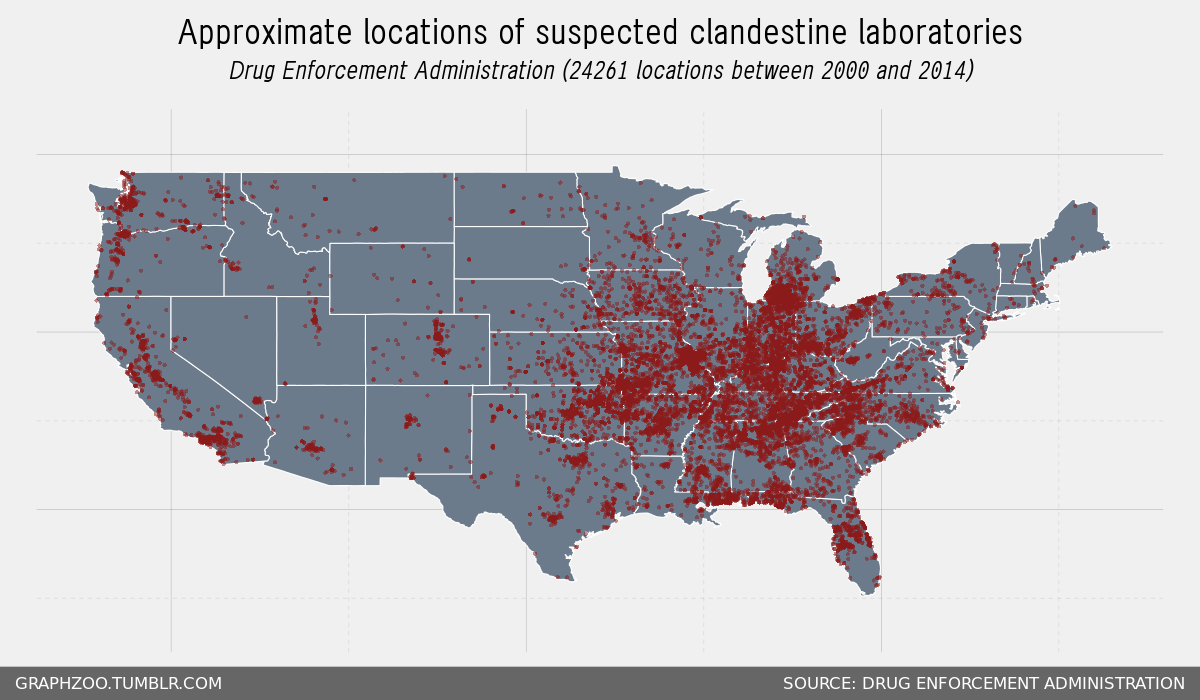 Approximate locations of suspected clandestine laboratories
Drug Enforcement Administration (24261 locations between 2000 and 2014)
GRAPHZOO.TUMBLR.COM
SOURCE: DRUG ENFORCEMENT ADMINISTRATION